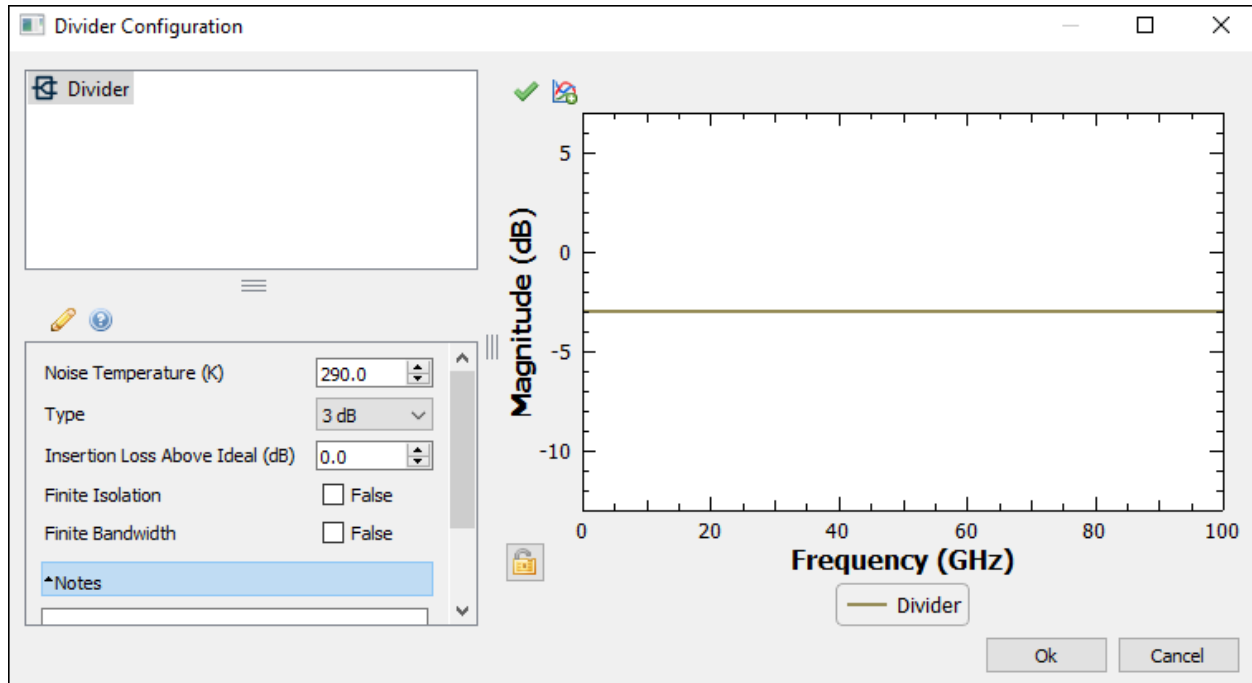 Divider Configuration
Divider
Noise Temperature (K) 290.0
Type 3 dB
Insertion Loss Above Ideal (dB) 0.0
Finite Isolation False
Finite Bandwidth False
Notes
Magnitude (dB)
5
0
-5
-10
0 20 40 60 80 100
Frequency (GHz)
Divider
Ok Cancel